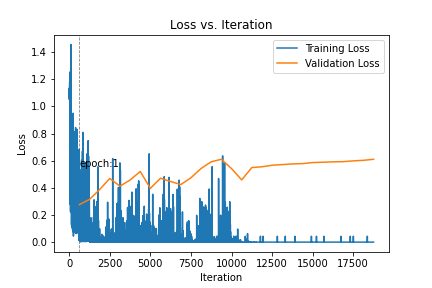 Loss vs. Iteration
Training Loss
Validation Loss
epoch:1
Loss
1.4
1.2
1.0
0.8
0.6
0.4
0.2
0.0
0 2500 5000 7500 10000 12500 15000 17500
Iteration